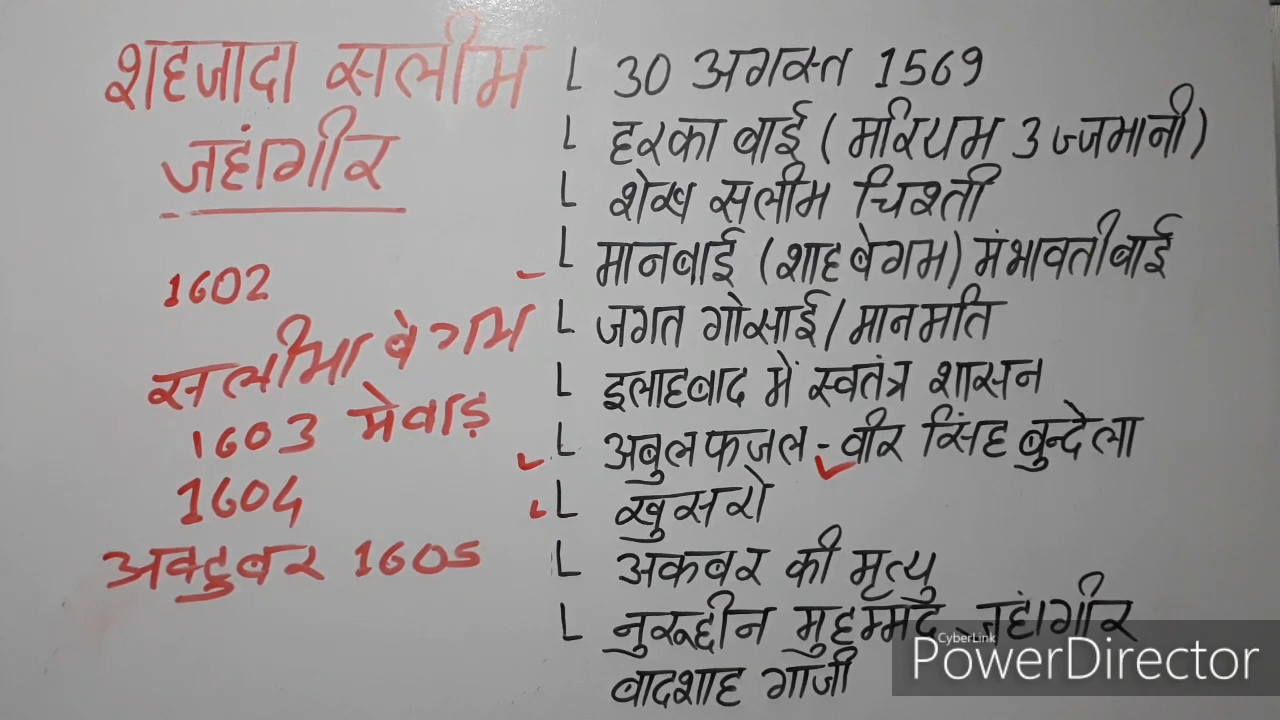 शहजादा सलीम
जहांगीर
1602
सलीमा बेगम
1603 मेवाड़
1604
अक्टुबर 1605
L 30 अगस्त 1569
L हरका बाई (मरियम उज्जमानी)
L शेख सलीम चिश्ती
L मानबाई (शाह बेगम) मंभावतीबाई
L जगत गोसाई/मानमति
L इलाहबाद में स्वतंत्र शासन
L अबुल फजल - वीर सिंह बुन्देला
L खुसरो
L अकबर की मृत्यु
L नुरूद्दीन मुहम्मद जहांगीर
बादशाह गाजी
CyberLink
PowerDirector